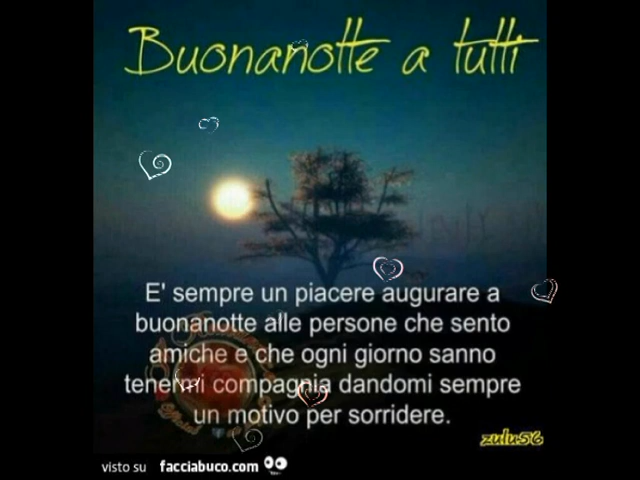 Buonanotte a tutti
E' sempre un piacere augurare a
buonanotte alle persone che sento
amiche e che ogni giorno sanno
tenermi compagnia dandomi sempre
un motivo per sorridere.
zulu56
visto su facciabuco.com